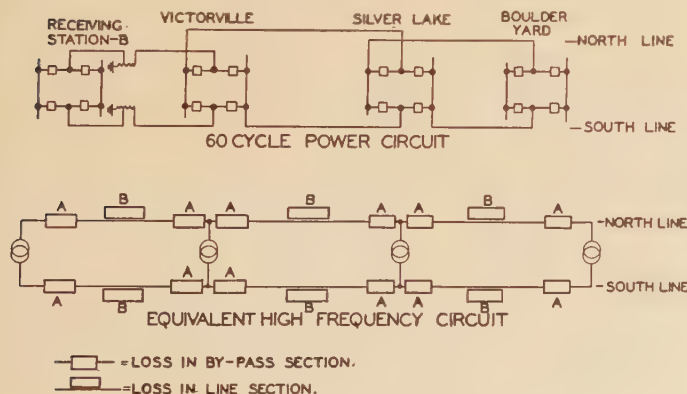 RECEIVING STATION-B
VICTORVILLE
SILVER LAKE
BOULDER YARD
NORTH LINE
SOUTH LINE
60 CYCLE POWER CIRCUIT
A B A A B A A B A
NORTH LINE
SOUTH LINE
A B A A B A A B A
EQUIVALENT HIGH FREQUENCY CIRCUIT
=LOSS IN BY-PASS SECTION.
=LOSS IN LINE SECTION.